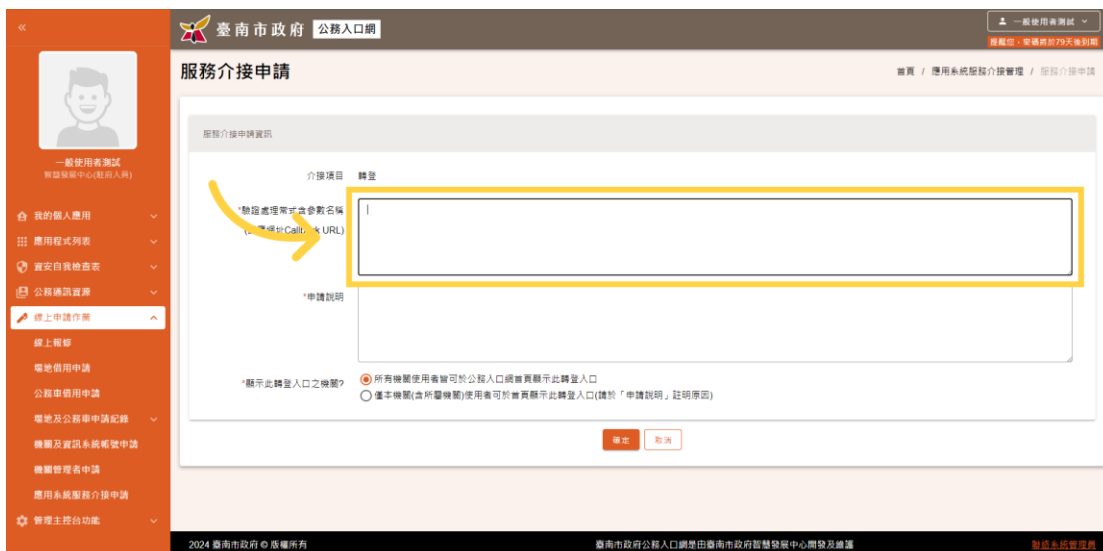 «
臺南市政府 公務入口網
一般使用者測試
提醒您，密碼將於79天後到期
服務介接申請
首頁 / 應用系統服務介接管理 / 服務介接申請
一般使用者測試
智慧發展中心(駐府人員)
我的個人應用
應用程式列表
資安自我檢查表
公務通訊資源
線上申請作業
線上報修
場地借用申請
公務車借用申請
場地及公務車申請紀錄
機關及資訊系統帳號申請
機關管理者申請
應用系統服務介接申請
管理主控台功能
服務介接申請資訊
介接項目 轉登
*驗證處理常式含參數名稱
Callback URL)
*申請說明
*顯示此轉登入口之機關?
所有機關使用者皆可於公務入口網首頁顯示此轉登入口
僅本機關(含所屬機關)使用者可於首頁顯示此轉登入口(請於「申請說明」註明原因)
確定 取消
2024 臺南市政府 © 版權所有
臺南市政府公務入口網是由臺南市政府智慧發展中心開發及維護
聯絡系統管理員